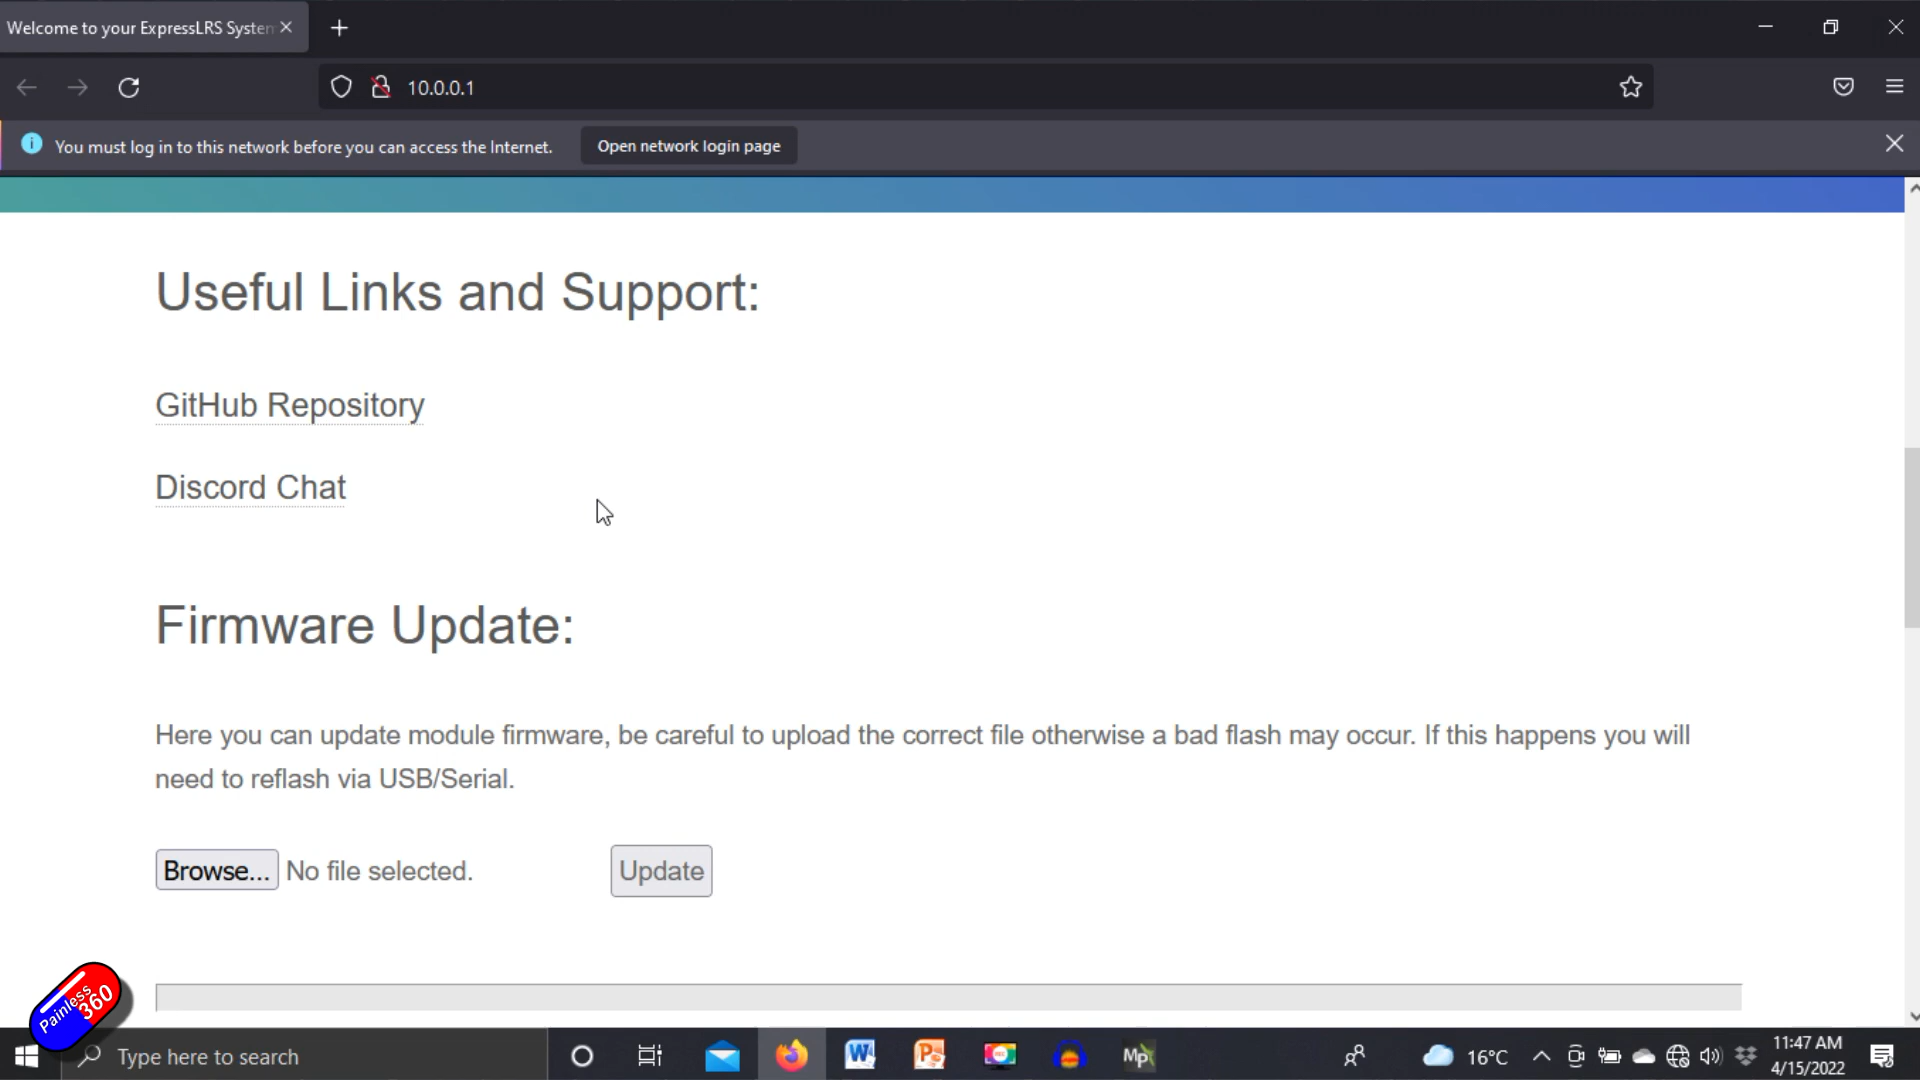 Welcome to your ExpressLRS System
10.0.0.1
You must log in to this network before you can access the Internet.
Open network login page
Useful Links and Support:
GitHub Repository
Discord Chat
Firmware Update:
Here you can update module firmware, be careful to upload the correct file otherwise a bad flash may occur. If this happens you will
need to reflash via USB/Serial.
Browse... No file selected. Update
Painless
360
Type here to search
16°C
11:47 AM
4/15/2022